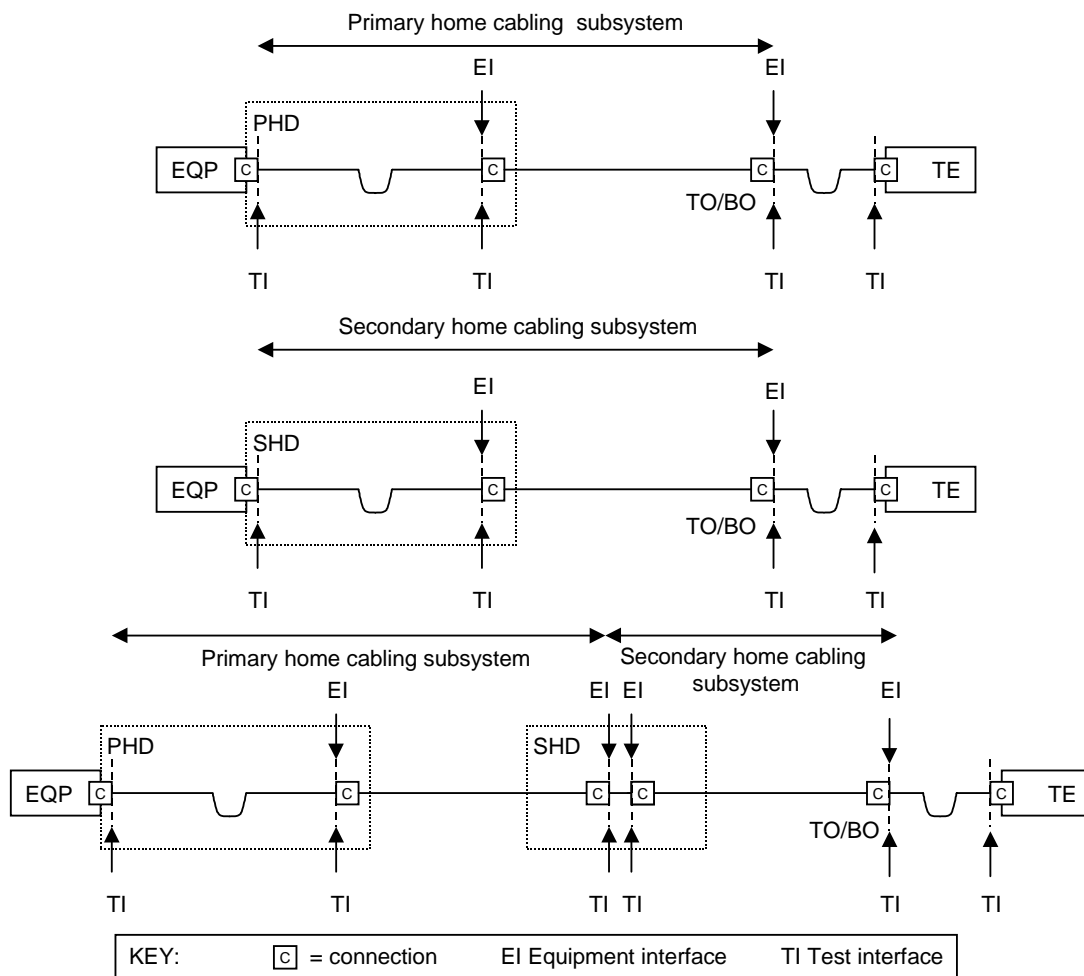 Primary home cabling subsystem
EI EI
PHD
EQP C C C C TE
TO/BO
TI TI TI TI
Secondary home cabling subsystem
EI EI
SHD
EQP C C C C TE
TO/BO
TI TI TI TI
Primary home cabling subsystem Secondary home cabling
subsystem
EI EI EI EI
PHD SHD
EQP C C C C C C TE
TO/BO
TI TI TI TI TI TI
KEY: C = connection EI Equipment interface TI Test interface